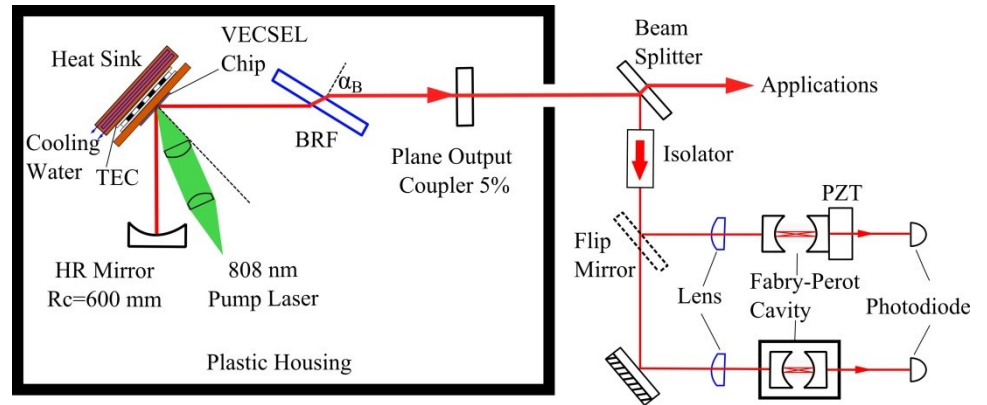 Heat Sink
VECSEL
Chip
α_B
BRF
Cooling
Water
TEC
HR Mirror
Rc=600 mm
808 nm
Pump Laser
Plane Output
Coupler 5%
Plastic Housing
Beam
Splitter
Applications
Isolator
PZT
Flip
Mirror
Lens
Fabry-Perot
Cavity
Photodiode